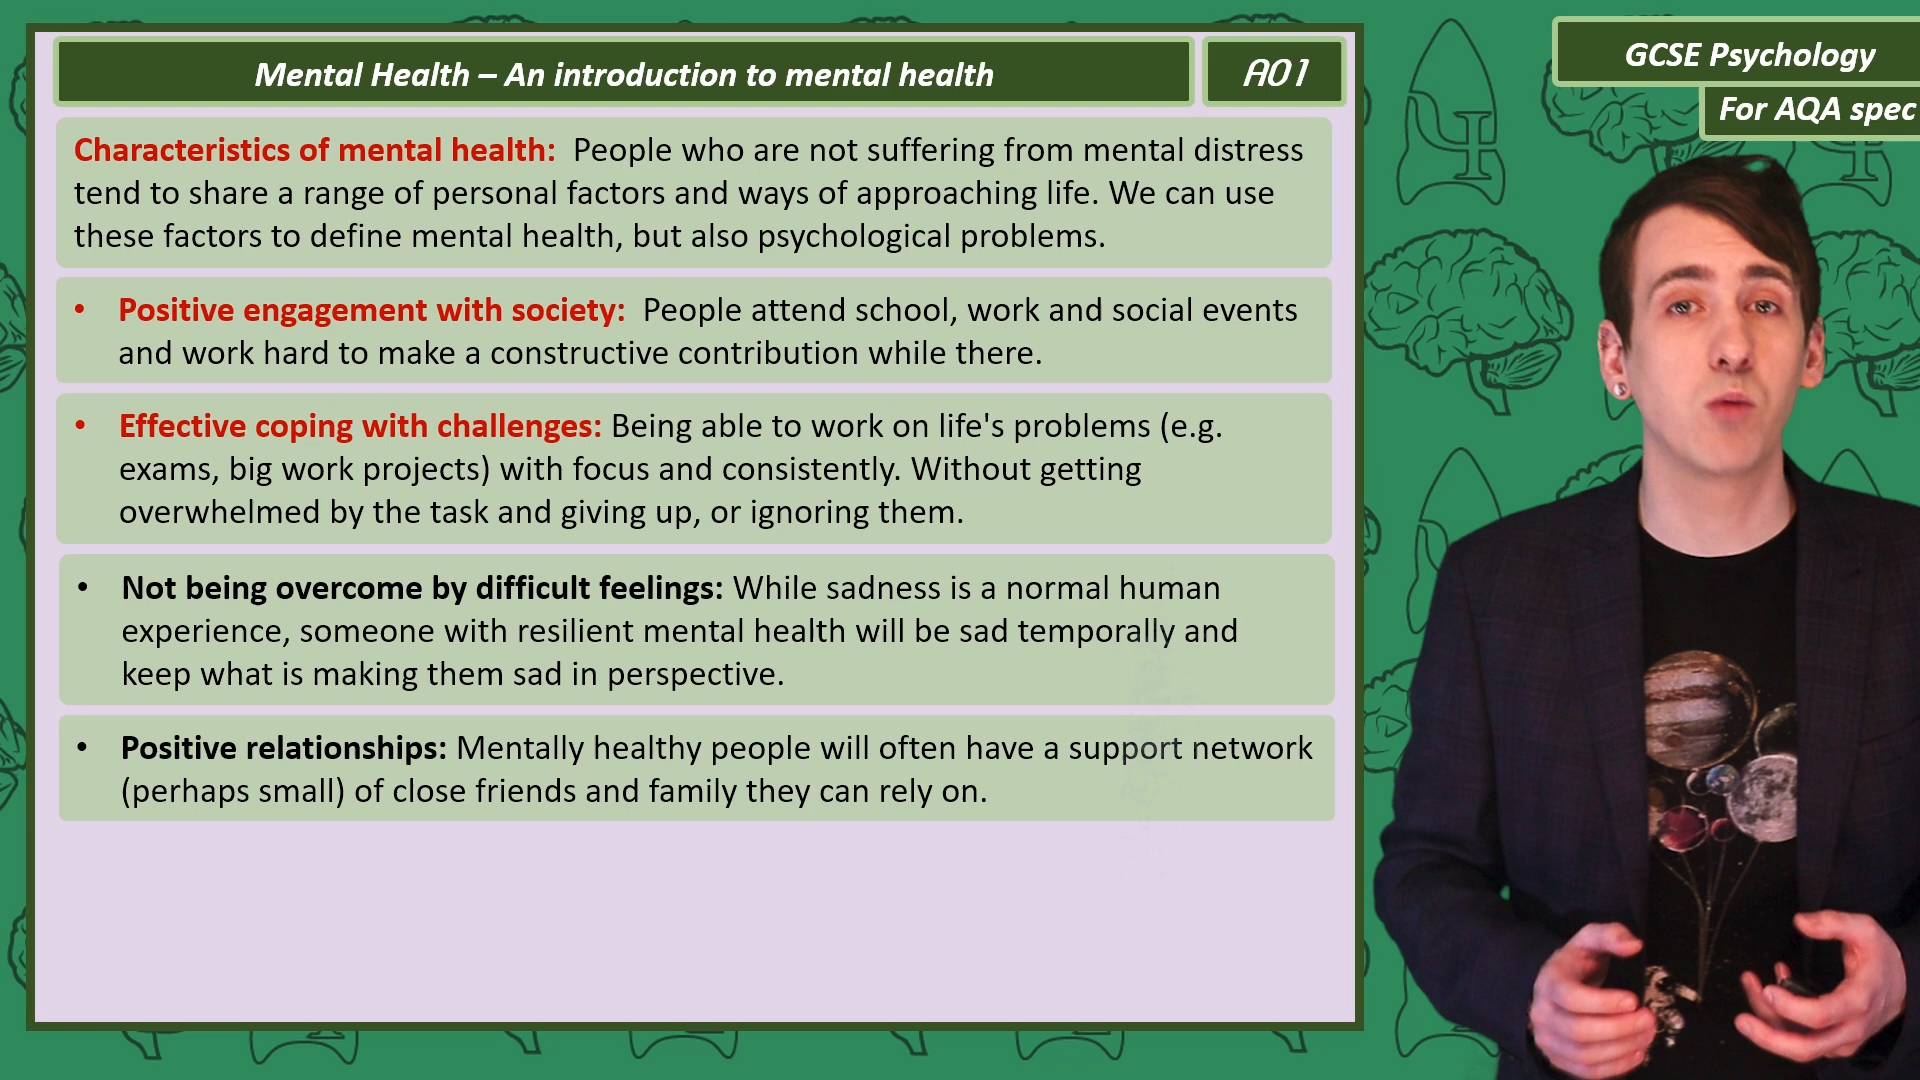 Mental Health – An introduction to mental health
AO1
GCSE Psychology
For AQA spec
Characteristics of mental health: People who are not suffering from mental distress
tend to share a range of personal factors and ways of approaching life. We can use
these factors to define mental health, but also psychological problems.
• Positive engagement with society: People attend school, work and social events
and work hard to make a constructive contribution while there.
• Effective coping with challenges: Being able to work on life's problems (e.g.
exams, big work projects) with focus and consistently. Without getting
overwhelmed by the task and giving up, or ignoring them.
• Not being overcome by difficult feelings: While sadness is a normal human
experience, someone with resilient mental health will be sad temporally and
keep what is making them sad in perspective.
• Positive relationships: Mentally healthy people will often have a support network
(perhaps small) of close friends and family they can rely on.